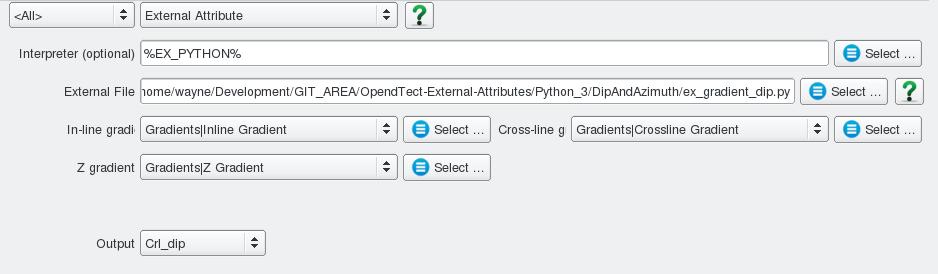 <All> External Attribute ?
Interpreter (optional) %EX_PYTHON% Select ...
External File home/wayne/Development/GIT_AREA/OpendTect-External-Attributes/Python_3/DipAndAzimuth/ex_gradient_dip.py Select ... ?
In-line gradi Gradients|Inline Gradient Select ... Cross-line g Gradients|Crossline Gradient Select ...
Z gradient Gradients|Z Gradient Select ...
Output Crl_dip